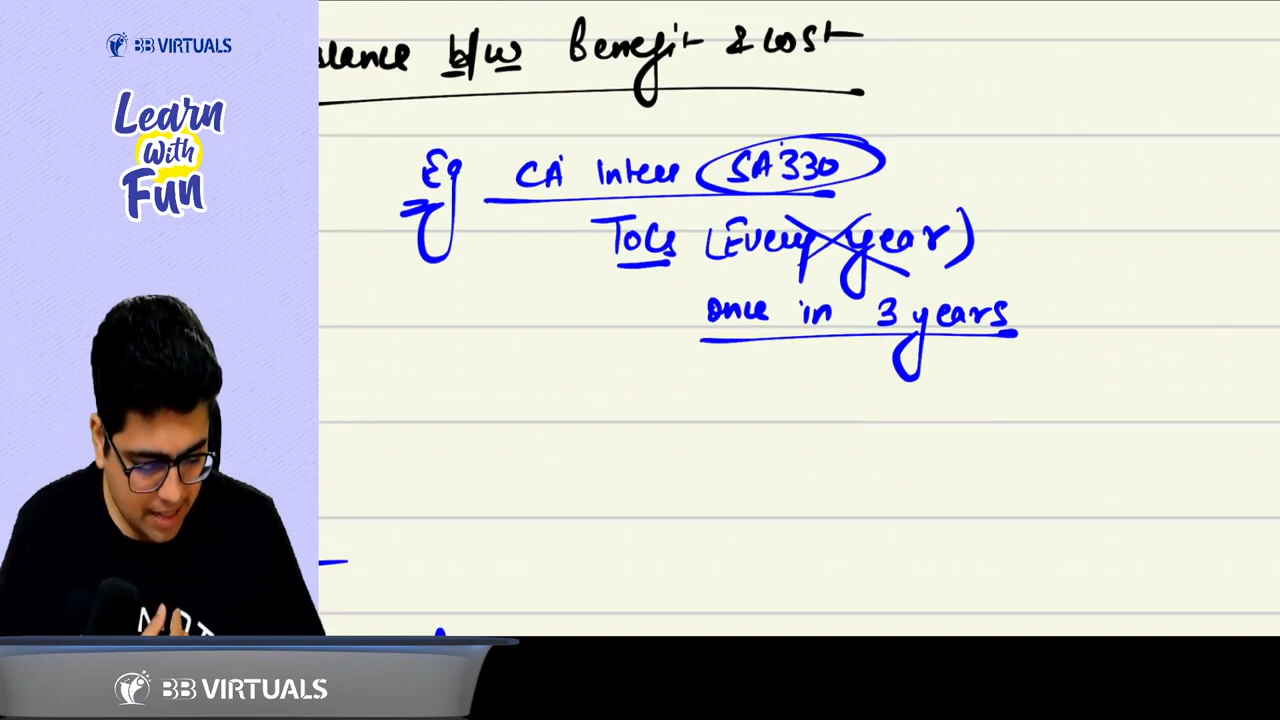 BB VIRTUALS
Learn
With
Fun
b/w Benefit & cost
Eg CA Inter SA 330
TOCs (Every year)
once in 3 years
BB VIRTUALS